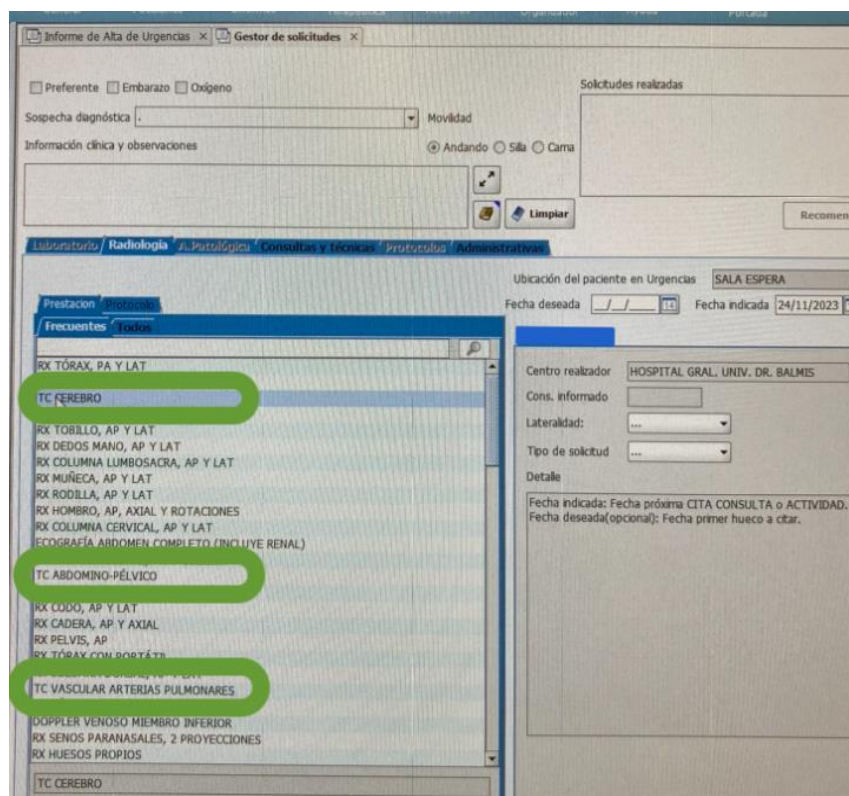 Informe de Alta de Urgencias × Gestor de solicitudes ×
Preferente Embarazo Oxígeno
Solicitudes realizadas
Sospecha diagnóstica .
Movilidad
Información clínica y observaciones
Andando Silla Cama
Limpiar
Recomen
Laboratorio Radiología A.Patológica Consultas y técnicas Protocolos Administrativas
Ubicación del paciente en Urgencias SALA ESPERA
Fecha deseada _/_/_ 14 Fecha indicada 24/11/2023
Prestacion Protocolo
Frecuentes Todos
RX TÓRAX, PA Y LAT
TC CEREBRO
RX TOBILLO, AP Y LAT
RX DEDOS MANO, AP Y LAT
RX COLUMNA LUMBOSACRA, AP Y LAT
RX MUÑECA, AP Y LAT
RX RODILLA, AP Y LAT
RX HOMBRO, AP, AXIAL Y ROTACIONES
RX COLUMNA CERVICAL, AP Y LAT
ECOGRAFÍA ABDOMEN COMPLETO (INCLUYE RENAL)
TC ABDOMINO-PÉLVICO
RX CODO, AP Y LAT
RX CADERA, AP Y AXIAL
RX PELVIS, AP
RX TÓRAX CON PORTÁTIL
TC VASCULAR ARTERIAS PULMONARES
DOPPLER VENOSO MIEMBRO INFERIOR
RX SENOS PARANASALES, 2 PROYECCIONES
RX HUESOS PROPIOS
TC CEREBRO
Centro realizador HOSPITAL GRAL. UNIV. DR. BALMIS
Cons. informado
Lateralidad: ...
Tipo de solicitud ...
Detalle
Fecha indicada: Fecha próxima CITA CONSULTA o ACTIVIDAD.
Fecha deseada(opcional): Fecha primer hueco a citar.